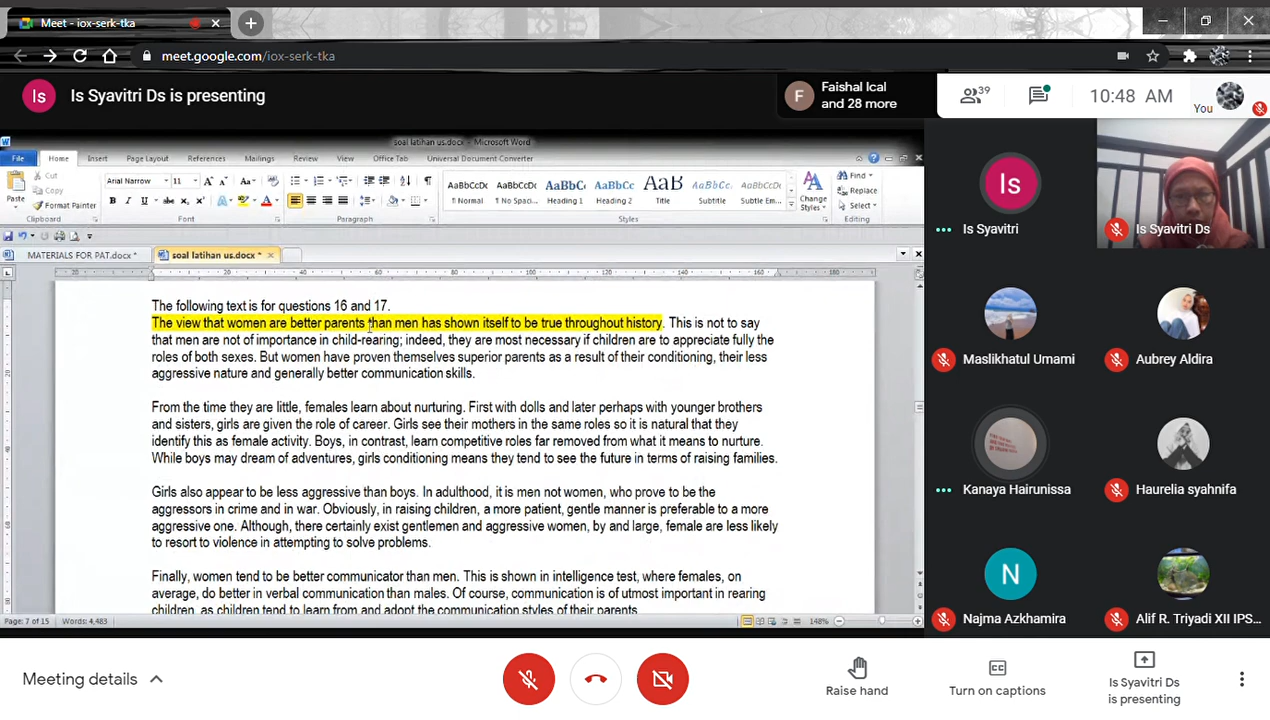 Meet - iox-serk-tka
meet.google.com/iox-serk-tka
Is
Is Syavitri Ds is presenting
F
Faishal Ical
and 28 more
39
10:48 AM
You
soal latihan us.docx - Microsoft Word
File Home Insert Page Layout References Mailings Review View Office Tab Universal Document Converter
Paste
Cut
Copy
Format Painter
Clipboard
Arial Narrow 11
Font
Paragraph
AaBbCcDc AaBbCcDc AaBbC AaBbCc AaB AaBbCc AaBbCcDc
¶ Normal ¶ No Spaci... Heading 1 Heading 2 Title Subtitle Subtle Em...
Styles
Change
Styles
Find
Replace
Select
Editing
MATERIALS FOR PAT.docx *
soal latihan us.docx *
The following text is for questions 16 and 17.
The view that women are better parents than men has shown itself to be true throughout history. This is not to say
that men are not of importance in child-rearing; indeed, they are most necessary if children are to appreciate fully the
roles of both sexes. But women have proven themselves superior parents as a result of their conditioning, their less
aggressive nature and generally better communication skills.
From the time they are little, females learn about nurturing. First with dolls and later perhaps with younger brothers
and sisters, girls are given the role of career. Girls see their mothers in the same roles so it is natural that they
identify this as female activity. Boys, in contrast, learn competitive roles far removed from what it means to nurture.
While boys may dream of adventures, girls conditioning means they tend to see the future in terms of raising families.
Girls also appear to be less aggressive than boys. In adulthood, it is men not women, who prove to be the
aggressors in crime and in war. Obviously, in raising children, a more patient, gentle manner is preferable to a more
aggressive one. Although, there certainly exist gentlemen and aggressive women, by and large, female are less likely
to resort to violence in attempting to solve problems.
Finally, women tend to be better communicator than men. This is shown in intelligence test, where females, on
average, do better in verbal communication than males. Of course, communication is of utmost important in rearing
children, as children tend to learn from and adopt the communication styles of their parents
Page: 7 of 15 Words: 4,483
148%
Is
Is Syavitri
Is Syavitri Ds
Maslikhatul Umami
Aubrey Aldira
Kanaya Hairunissa
Haurelia syahnifa
N
Najma Azkhamira
Alif R. Triyadi XII IPS...
Meeting details
Raise hand
Turn on captions
Is Syavitri Ds
is presenting